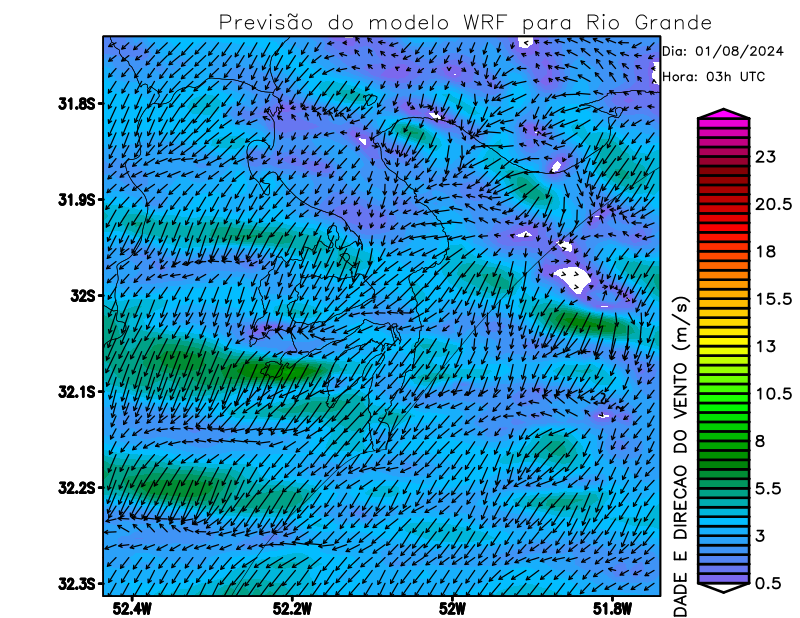 Previsão do modelo WRF para Rio Grande
Dia: 01/08/2024
Hora: 03h UTC
31.8S
31.9S
32S
32.1S
32.2S
32.3S
52.4W
52.2W
52W
51.8W
23
20.5
18
15.5
13
10.5
8
5.5
3
0.5
DADE E DIRECAO DO VENTO (m/s)